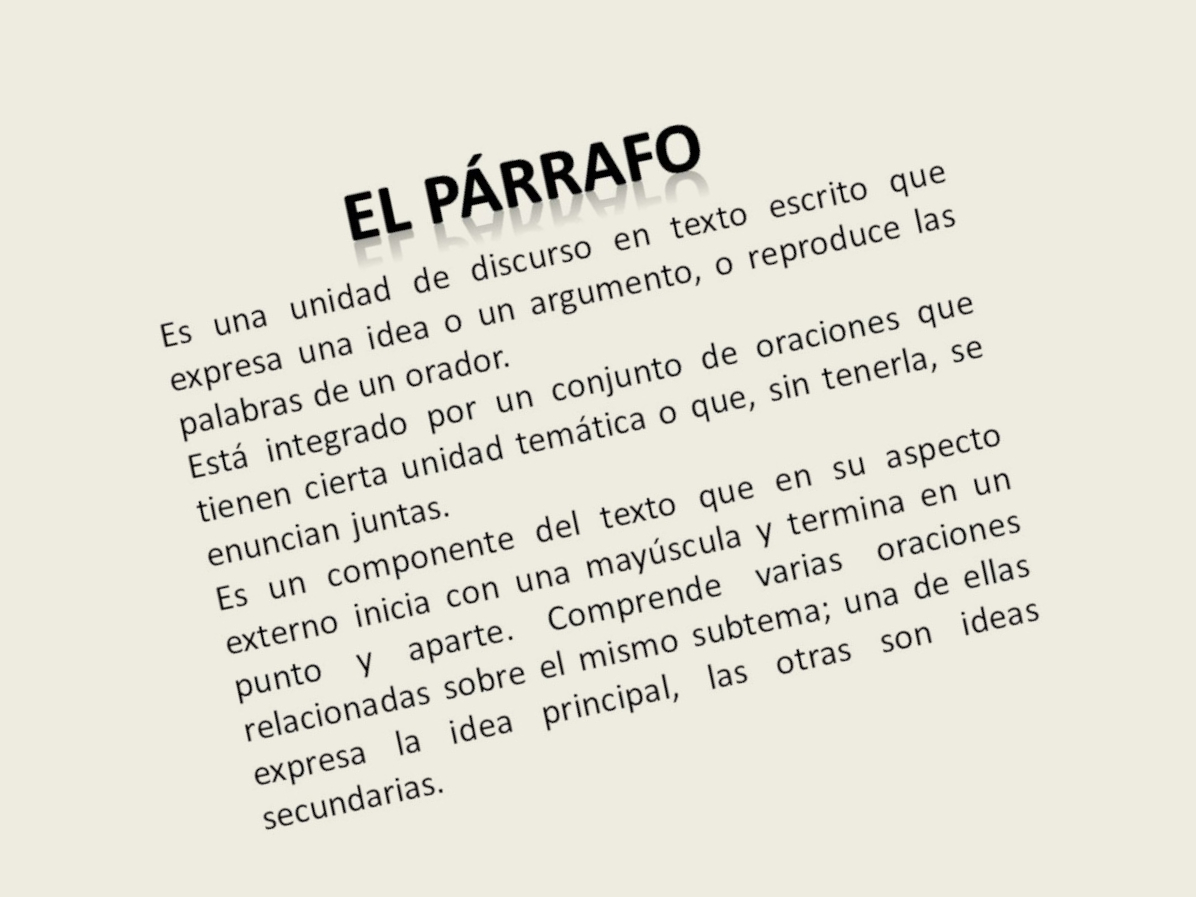 EL PÁRRAFO
Es una unidad de discurso en texto escrito que
expresa una idea o un argumento, o reproduce las
palabras de un orador.
Está integrado por un conjunto de oraciones que
tienen cierta unidad temática o que, sin tenerla, se
enuncian juntas.
Es un componente del texto que en su aspecto
externo inicia con una mayúscula y termina en un
punto y aparte. Comprende varias oraciones
relacionadas sobre el mismo subtema; una de ellas
expresa la idea principal, las otras son ideas
secundarias.